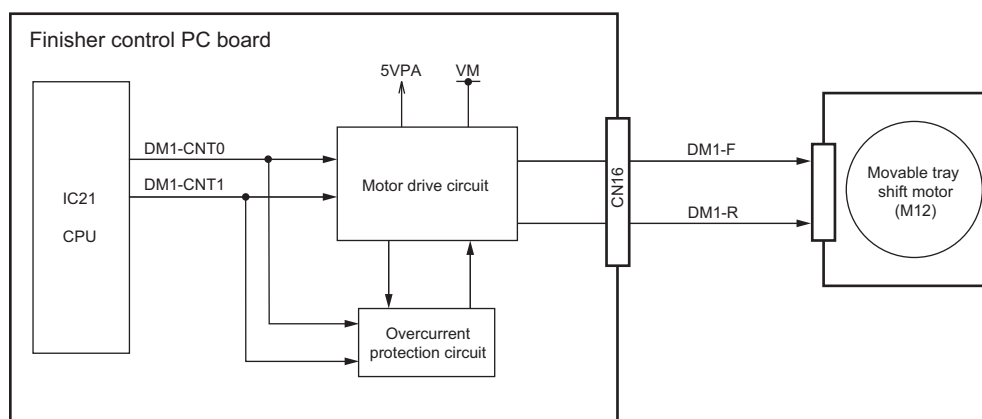 Finisher control PC board
5VPA
VM
DM1-CNT0
DM1-CNT1
IC21
CPU
Motor drive circuit
CN16
DM1-F
DM1-R
Movable tray
shift motor
(M12)
Overcurrent
protection circuit